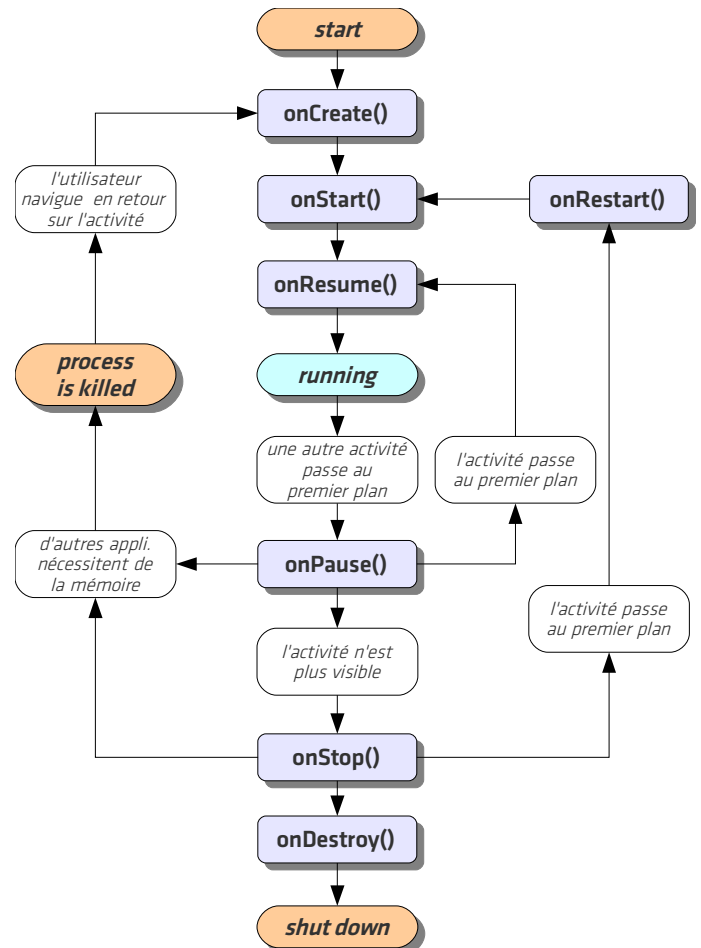 start
onCreate()
l'utilisateur
navigue en retour
sur l'activité
onStart()
onRestart()
onResume()
process
is killed
running
une autre activité
passe au
premier plan
l'activité passe
au premier plan
d'autres appli.
nécessitent de
la mémoire
onPause()
l'activité passe
au premier plan
l'activité n'est
plus visible
onStop()
onDestroy()
shut down